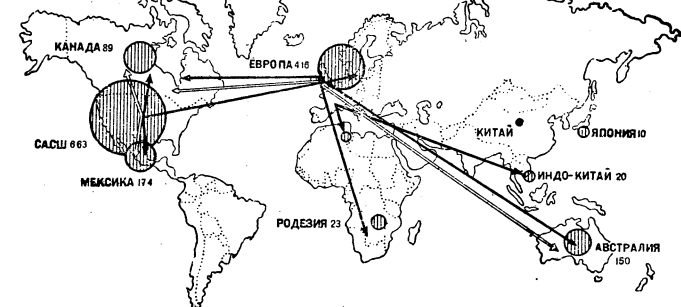 КАНАДА 89
ЕВРОПА 416
САСШ 663
МЕКСИКА 174
КИТАЙ
ЯПОНИЯ 10
ИНДО-КИТАЙ 20
РОДЕЗИЯ 23
АВСТРАЛИЯ
150